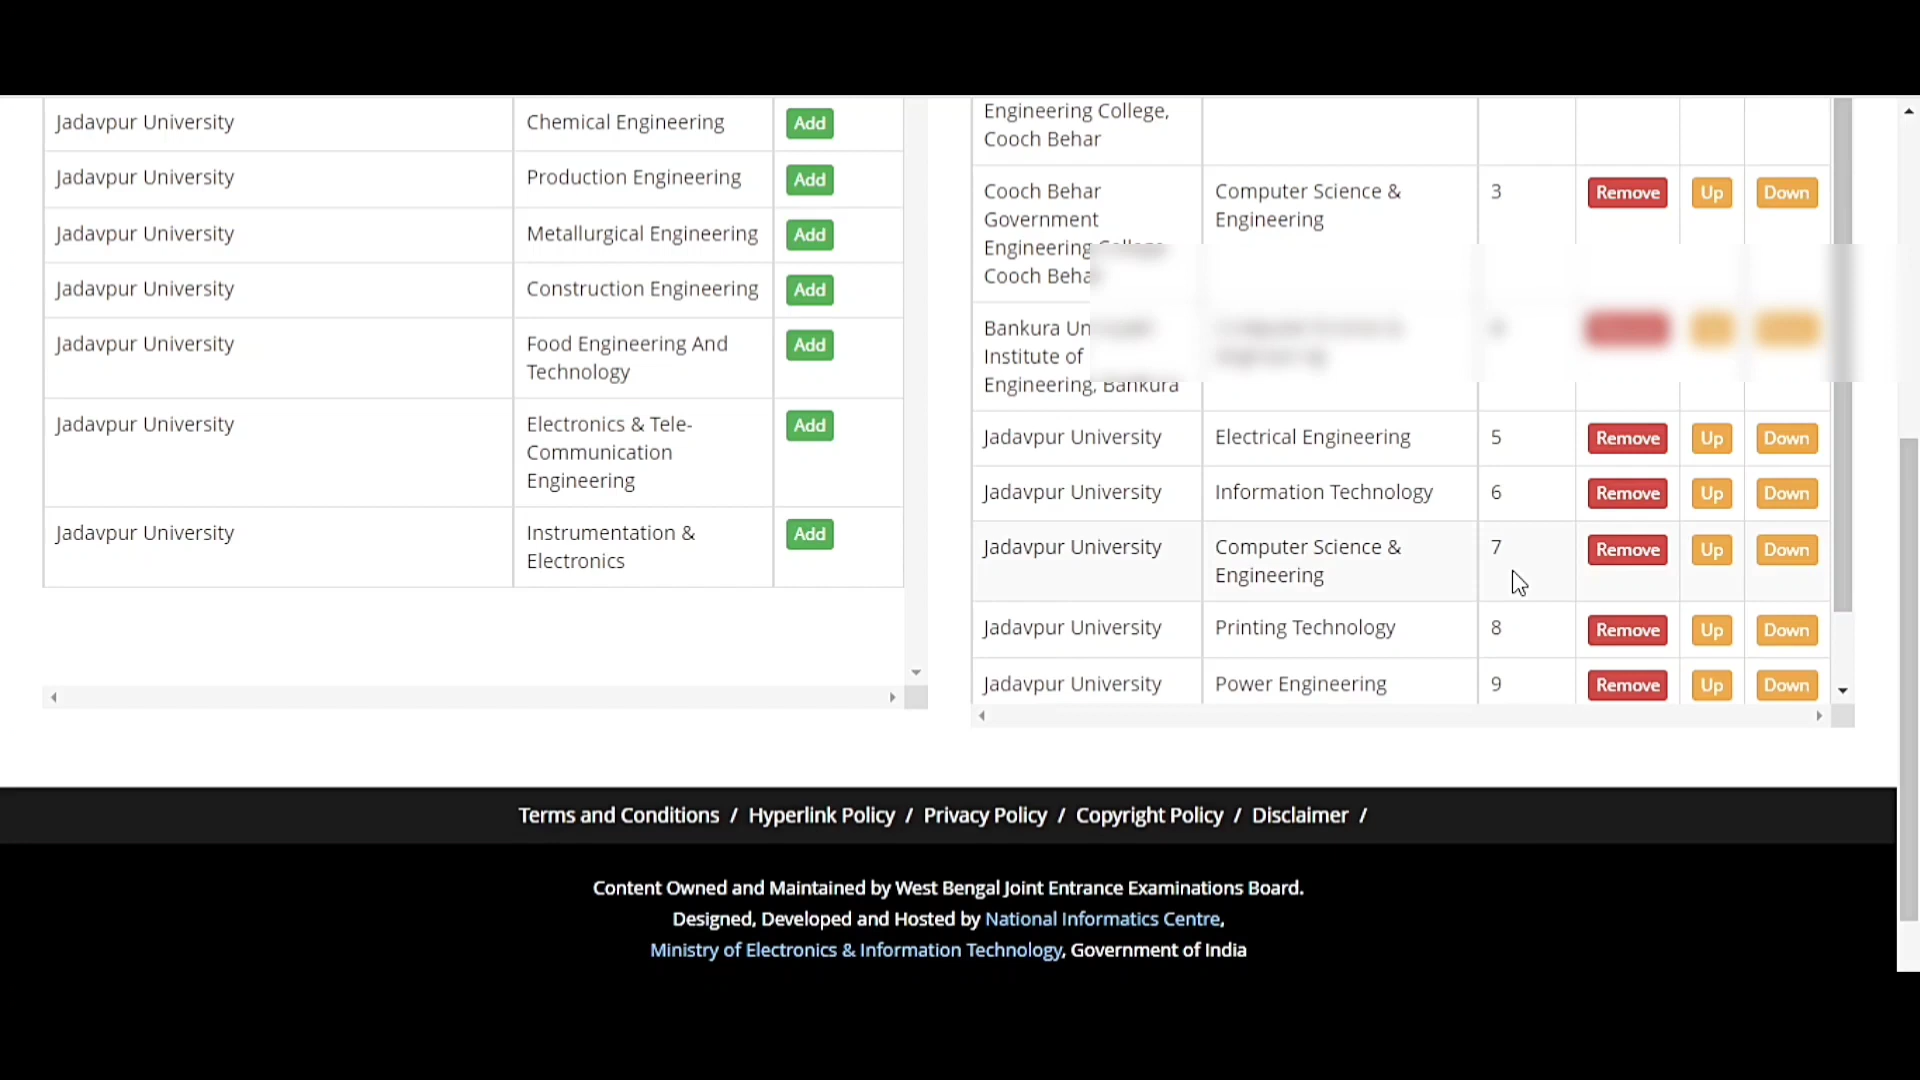 Jadavpur University Chemical Engineering Add
Jadavpur University Production Engineering Add
Jadavpur University Metallurgical Engineering Add
Jadavpur University Construction Engineering Add
Jadavpur University Food Engineering And Add
Technology
Jadavpur University Electronics & Tele- Add
Communication
Engineering
Jadavpur University Instrumentation & Add
Electronics
Engineering College,
Cooch Behar
Cooch Behar Computer Science & 3 Remove Up Down
Government Engineering
Engineering College
Cooch Beha
Bankura
Institute of
Engineering, Bankura
Jadavpur University Electrical Engineering 5 Remove Up Down
Jadavpur University Information Technology 6 Remove Up Down
Jadavpur University Computer Science & 7 Remove Up Down
Engineering
Jadavpur University Printing Technology 8 Remove Up Down
Jadavpur University Power Engineering 9 Remove Up Down
Terms and Conditions / Hyperlink Policy / Privacy Policy / Copyright Policy / Disclaimer /
Content Owned and Maintained by West Bengal Joint Entrance Examinations Board.
Designed, Developed and Hosted by National Informatics Centre,
Ministry of Electronics & Information Technology, Government of India